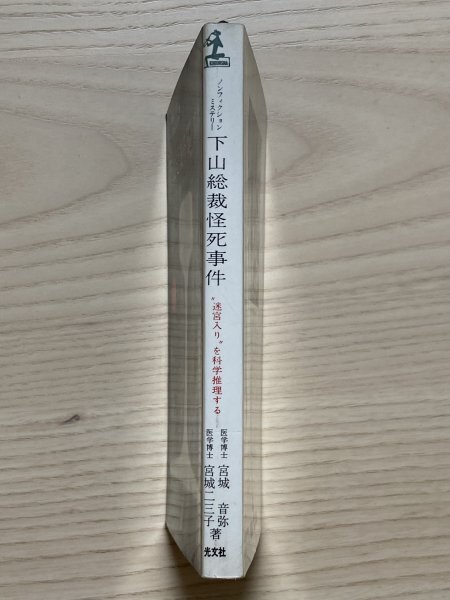 ノンフィクション
ミステリー
下山総裁怪死事件
〝迷宮入り〟を科学推理する
医学博士 宮城 音弥
医学博士 宮城二三子著
光文社